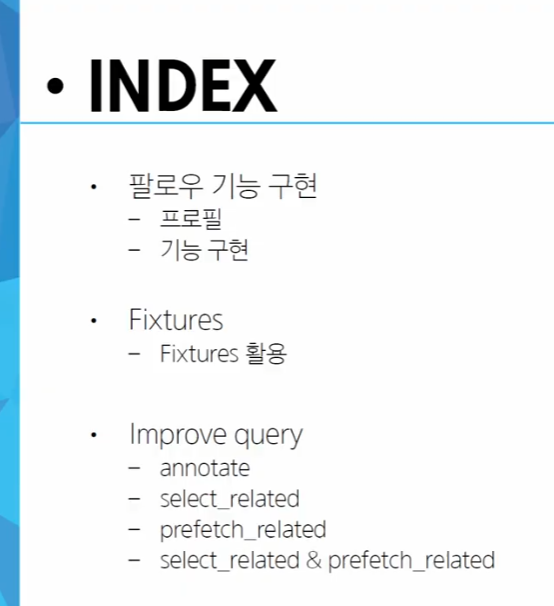 • INDEX
• 팔로우 기능 구현
– 프로필
– 기능 구현
• Fixtures
– Fixtures 활용
• Improve query
– annotate
– select_related
– prefetch_related
– select_related & prefetch_related